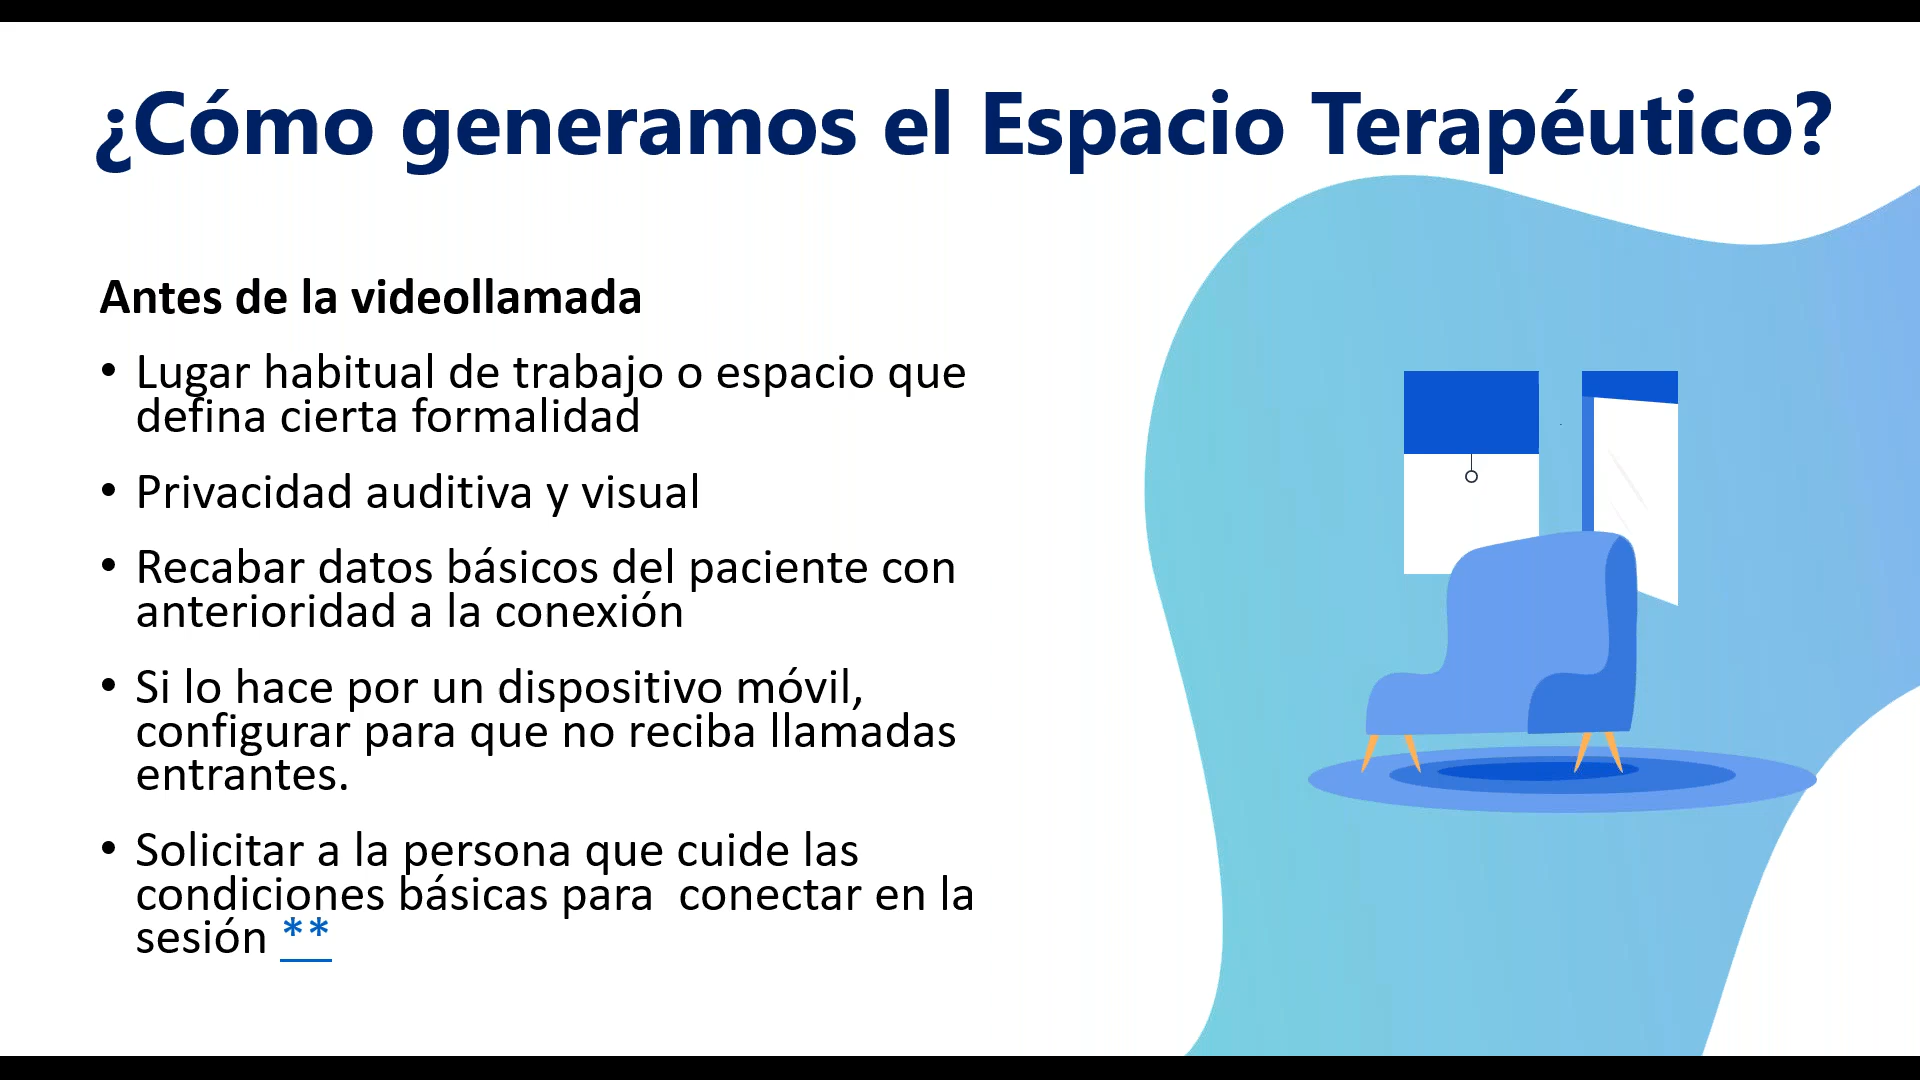 ¿Cómo generamos el Espacio Terapéutico?
Antes de la videollamada
• Lugar habitual de trabajo o espacio que
defina cierta formalidad
• Privacidad auditiva y visual
• Recabar datos básicos del paciente con
anterioridad a la conexión
• Si lo hace por un dispositivo móvil,
configurar para que no reciba llamadas
entrantes.
• Solicitar a la persona que cuide las
condiciones básicas para  conectar en la
sesión **